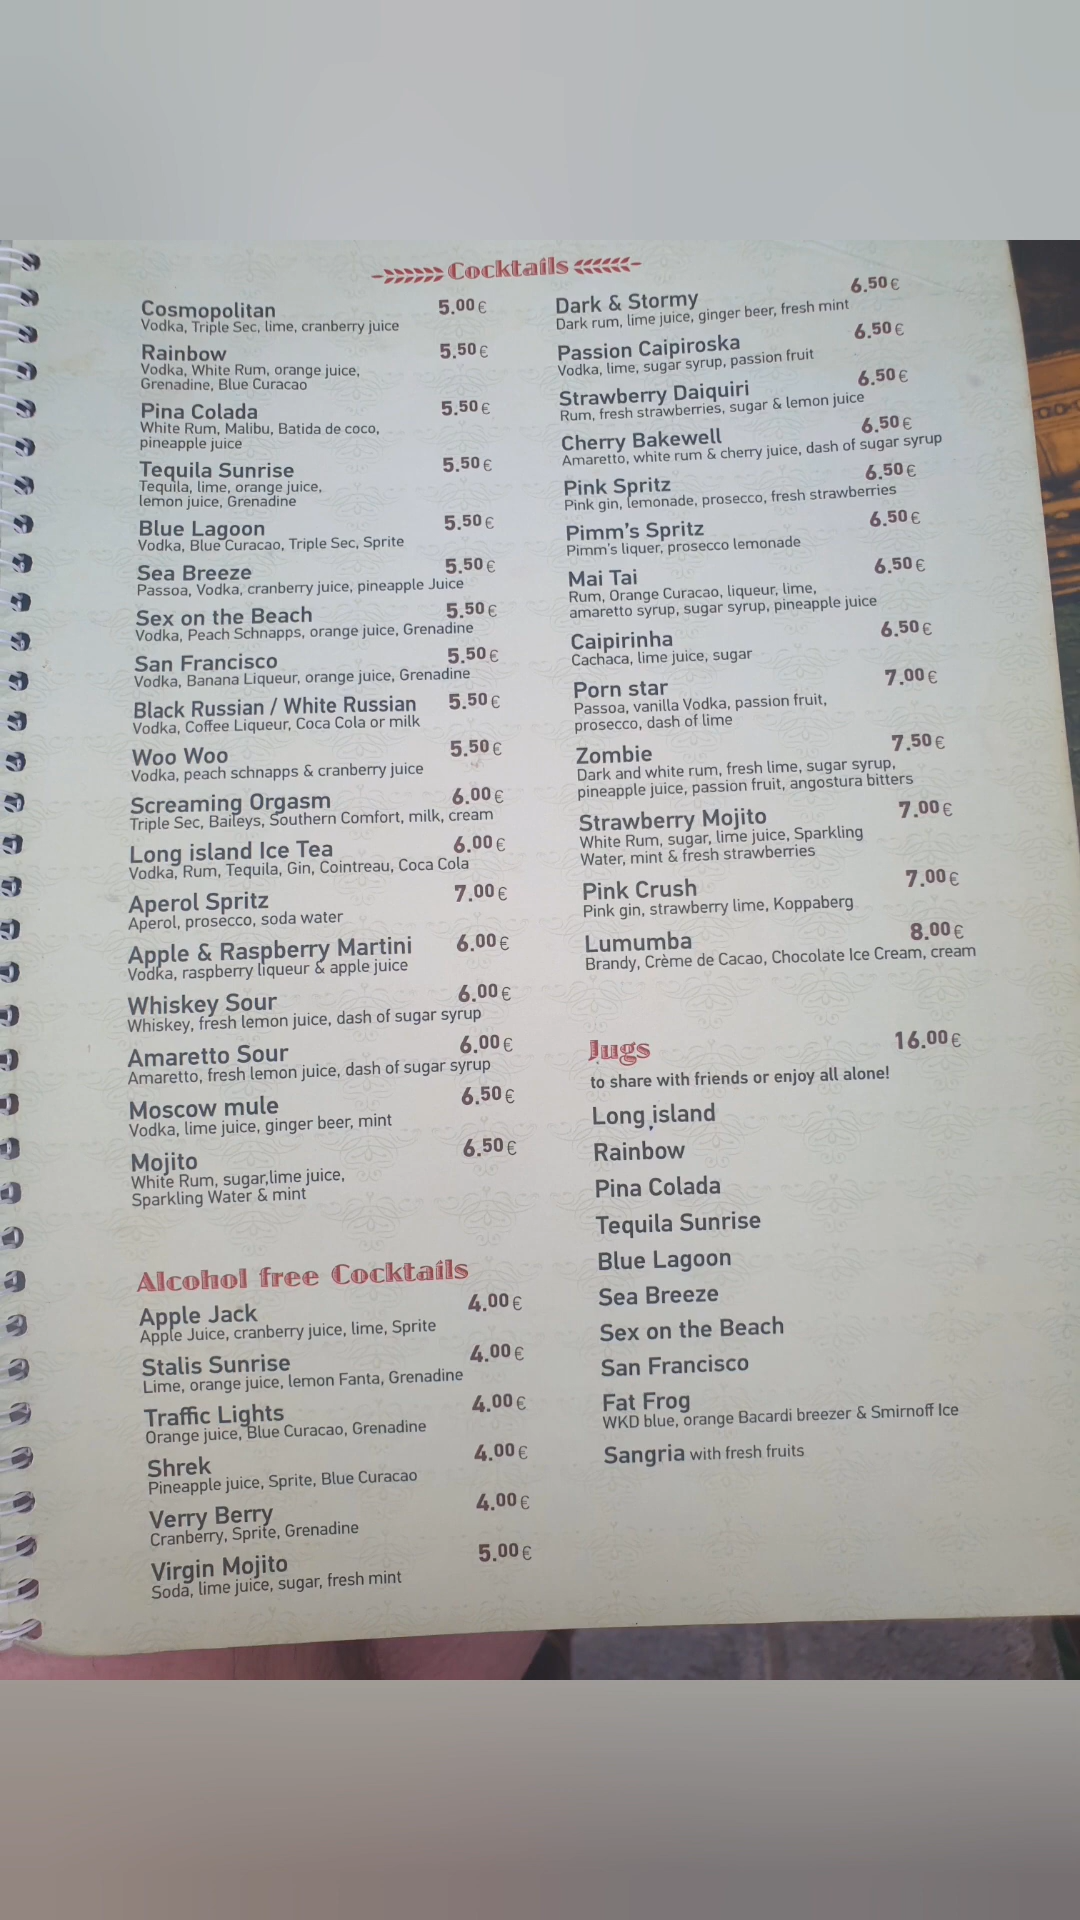 Cocktails
Cosmopolitan 5.00 €
Vodka, Triple Sec, lime, cranberry juice
Rainbow 5.50 €
Vodka, White Rum, orange juice,
Grenadine, Blue Curacao
Pina Colada 5.50 €
White Rum, Malibu, Batida de coco,
pineapple juice
Tequila Sunrise 5.50 €
Tequila, lime, orange juice,
lemon juice, Grenadine
Blue Lagoon 5.50 €
Vodka, Blue Curacao, Triple Sec, Sprite
Sea Breeze 5.50 €
Passoa, Vodka, cranberry juice, pineapple Juice
Sex on the Beach 5.50 €
Vodka, Peach Schnapps, orange juice, Grenadine
San Francisco 5.50 €
Vodka, Banana Liqueur, orange juice, Grenadine
Black Russian / White Russian 5.50 €
Vodka, Coffee Liqueur, Coca Cola or milk
Woo Woo 5.50 €
Vodka, peach schnapps & cranberry juice
Screaming Orgasm 6.00 €
Triple Sec, Baileys, Southern Comfort, milk, cream
Long island Ice Tea 6.00 €
Vodka, Rum, Tequila, Gin, Cointreau, Coca Cola
Aperol Spritz 7.00 €
Aperol, prosecco, soda water
Apple & Raspberry Martini 6.00 €
Vodka, raspberry liqueur & apple juice
Whiskey Sour 6.00 €
Whiskey, fresh lemon juice, dash of sugar syrup
Amaretto Sour 6.00 €
Amaretto, fresh lemon juice, dash of sugar syrup
Moscow mule 6.50 €
Vodka, lime juice, ginger beer, mint
Mojito 6.50 €
White Rum, sugar,lime juice,
Sparkling Water & mint
Alcohol free Cocktails
Apple Jack 4.00 €
Apple Juice, cranberry juice, lime, Sprite
Stalis Sunrise 4.00 €
Lime, orange juice, lemon Fanta, Grenadine
Traffic Lights 4.00 €
Orange juice, Blue Curacao, Grenadine
Shrek 4.00 €
Pineapple juice, Sprite, Blue Curacao
Verry Berry 4.00 €
Cranberry, Sprite, Grenadine
Virgin Mojito 5.00 €
Soda, lime juice, sugar, fresh mint
Dark & Stormy 6.50 €
Dark rum, lime juice, ginger beer, fresh mint
Passion Caipiroska 6.50 €
Vodka, lime, sugar syrup, passion fruit
Strawberry Daiquiri 6.50 €
Rum, fresh strawberries, sugar & lemon juice
Cherry Bakewell 6.50 €
Amaretto, white rum & cherry juice, dash of sugar syrup
Pink Spritz 6.50 €
Pink gin, lemonade, prosecco, fresh strawberries
Pimm's Spritz 6.50 €
Pimm's liquer, prosecco lemonade
Mai Tai 6.50 €
Rum, Orange Curacao, liqueur, lime,
amaretto syrup, sugar syrup, pineapple juice
Caipirinha 6.50 €
Cachaca, lime juice, sugar
Porn star 7.00 €
Passoa, vanilla Vodka, passion fruit,
prosecco, dash of lime
Zombie 7.50 €
Dark and white rum, fresh lime, sugar syrup,
pineapple juice, passion fruit, angostura bitters
Strawberry Mojito 7.00 €
White Rum, sugar, lime juice, Sparkling
Water, mint & fresh strawberries
Pink Crush 7.00 €
Pink gin, strawberry lime, Koppaberg
Lumumba 8.00 €
Brandy, Crème de Cacao, Chocolate Ice Cream, cream
Jugs 16.00 €
to share with friends or enjoy all alone!
Long island
Rainbow
Pina Colada
Tequila Sunrise
Blue Lagoon
Sea Breeze
Sex on the Beach
San Francisco
Fat Frog
WKD blue, orange Bacardi breezer & Smirnoff Ice
Sangria with fresh fruits